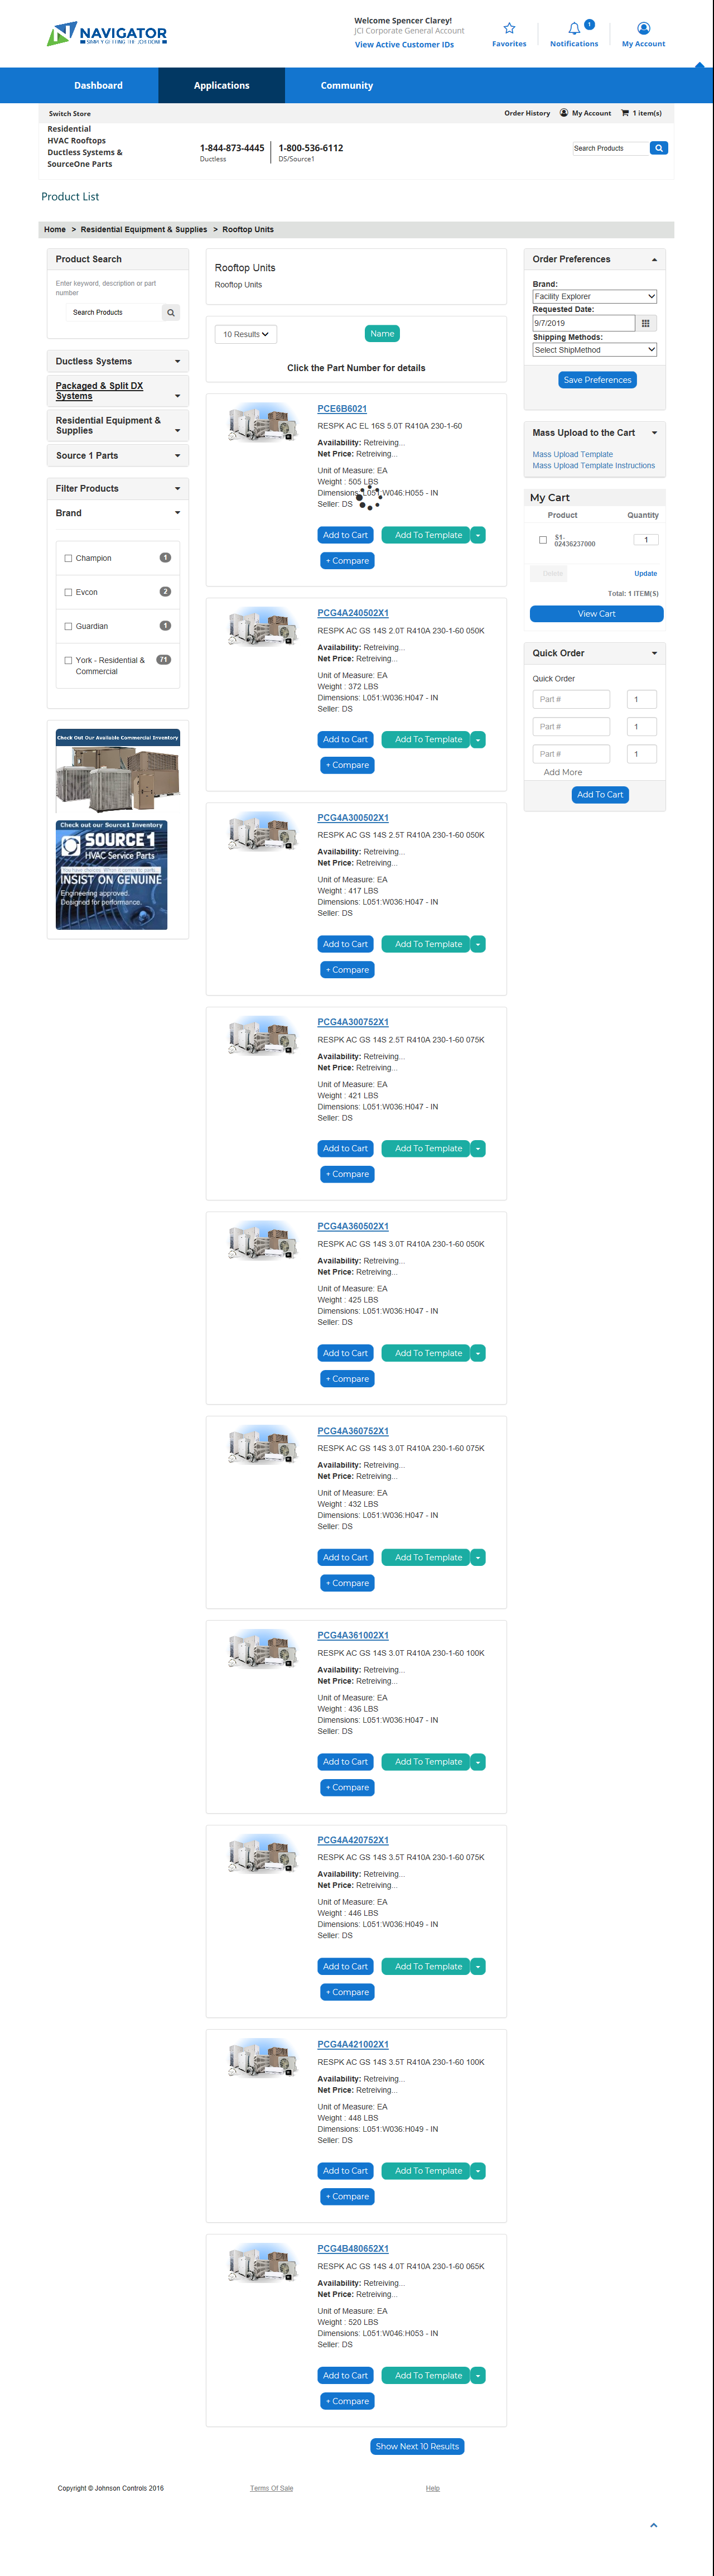 NAVIGATOR
SIMPLY GETTING THE JOB DONE!
Welcome Spencer Clarey!
JCI Corporate General Account
View Active Customer IDs
Favorites
1
Notifications
My Account
Dashboard
Applications
Community
Switch Store
Order History
My Account
1 item(s)
Residential
HVAC Rooftops
Ductless Systems &
SourceOne Parts
1-844-873-4445
Ductless
1-800-536-6112
DS/Source1
Search Products
Product List
Home > Residential Equipment & Supplies > Rooftop Units
Product Search
Enter keyword, description or part
number
Search Products
Ductless Systems
Packaged & Split DX
Systems
Residential Equipment &
Supplies
Source 1 Parts
Filter Products
Brand
Champion 1
Evcon 2
Guardian 1
York - Residential & 71
Commercial
Check Out Our Available Commercial Inventory
Check out our Source1 Inventory
SOURCE1
HVAC Service Parts
INSIST ON GENUINE
Engineering approved.
Designed for performance.
Rooftop Units
Rooftop Units
10 Results
Name
Click the Part Number for details
PCE6B6021
RESPK AC EL 16S 5.0T R410A 230-1-60
Availability: Retreiving...
Net Price: Retreiving...
Unit of Measure: EA
Weight : 505 LBS
Dimensions: L051:W046:H055 - IN
Seller: DS
Add to Cart
Add To Template
+ Compare
PCG4A240502X1
RESPK AC GS 14S 2.0T R410A 230-1-60 050K
Availability: Retreiving...
Net Price: Retreiving...
Unit of Measure: EA
Weight : 372 LBS
Dimensions: L051:W036:H047 - IN
Seller: DS
Add to Cart
Add To Template
+ Compare
PCG4A300502X1
RESPK AC GS 14S 2.5T R410A 230-1-60 050K
Availability: Retreiving...
Net Price: Retreiving...
Unit of Measure: EA
Weight : 417 LBS
Dimensions: L051:W036:H047 - IN
Seller: DS
Add to Cart
Add To Template
+ Compare
PCG4A300752X1
RESPK AC GS 14S 2.5T R410A 230-1-60 075K
Availability: Retreiving...
Net Price: Retreiving...
Unit of Measure: EA
Weight : 421 LBS
Dimensions: L051:W036:H047 - IN
Seller: DS
Add to Cart
Add To Template
+ Compare
PCG4A360502X1
RESPK AC GS 14S 3.0T R410A 230-1-60 050K
Availability: Retreiving...
Net Price: Retreiving...
Unit of Measure: EA
Weight : 425 LBS
Dimensions: L051:W036:H047 - IN
Seller: DS
Add to Cart
Add To Template
+ Compare
PCG4A360752X1
RESPK AC GS 14S 3.0T R410A 230-1-60 075K
Availability: Retreiving...
Net Price: Retreiving...
Unit of Measure: EA
Weight : 432 LBS
Dimensions: L051:W036:H047 - IN
Seller: DS
Add to Cart
Add To Template
+ Compare
PCG4A361002X1
RESPK AC GS 14S 3.0T R410A 230-1-60 100K
Availability: Retreiving...
Net Price: Retreiving...
Unit of Measure: EA
Weight : 436 LBS
Dimensions: L051:W036:H047 - IN
Seller: DS
Add to Cart
Add To Template
+ Compare
PCG4A420752X1
RESPK AC GS 14S 3.5T R410A 230-1-60 075K
Availability: Retreiving...
Net Price: Retreiving...
Unit of Measure: EA
Weight : 446 LBS
Dimensions: L051:W036:H049 - IN
Seller: DS
Add to Cart
Add To Template
+ Compare
PCG4A421002X1
RESPK AC GS 14S 3.5T R410A 230-1-60 100K
Availability: Retreiving...
Net Price: Retreiving...
Unit of Measure: EA
Weight : 448 LBS
Dimensions: L051:W036:H049 - IN
Seller: DS
Add to Cart
Add To Template
+ Compare
PCG4B480652X1
RESPK AC GS 14S 4.0T R410A 230-1-60 065K
Availability: Retreiving...
Net Price: Retreiving...
Unit of Measure: EA
Weight : 520 LBS
Dimensions: L051:W046:H053 - IN
Seller: DS
Add to Cart
Add To Template
+ Compare
Show Next 10 Results
Order Preferences
Brand:
Facility Explorer
Requested Date:
9/7/2019
Shipping Methods:
Select ShipMethod
Save Preferences
Mass Upload to the Cart
Mass Upload Template
Mass Upload Template Instructions
My Cart
Product Quantity
S1-
02436237000
1
Delete
Update
Total: 1 ITEM(S)
View Cart
Quick Order
Quick Order
Part # 1
Part # 1
Part # 1
Add More
Add To Cart
Copyright © Johnson Controls 2016
Terms Of Sale
Help